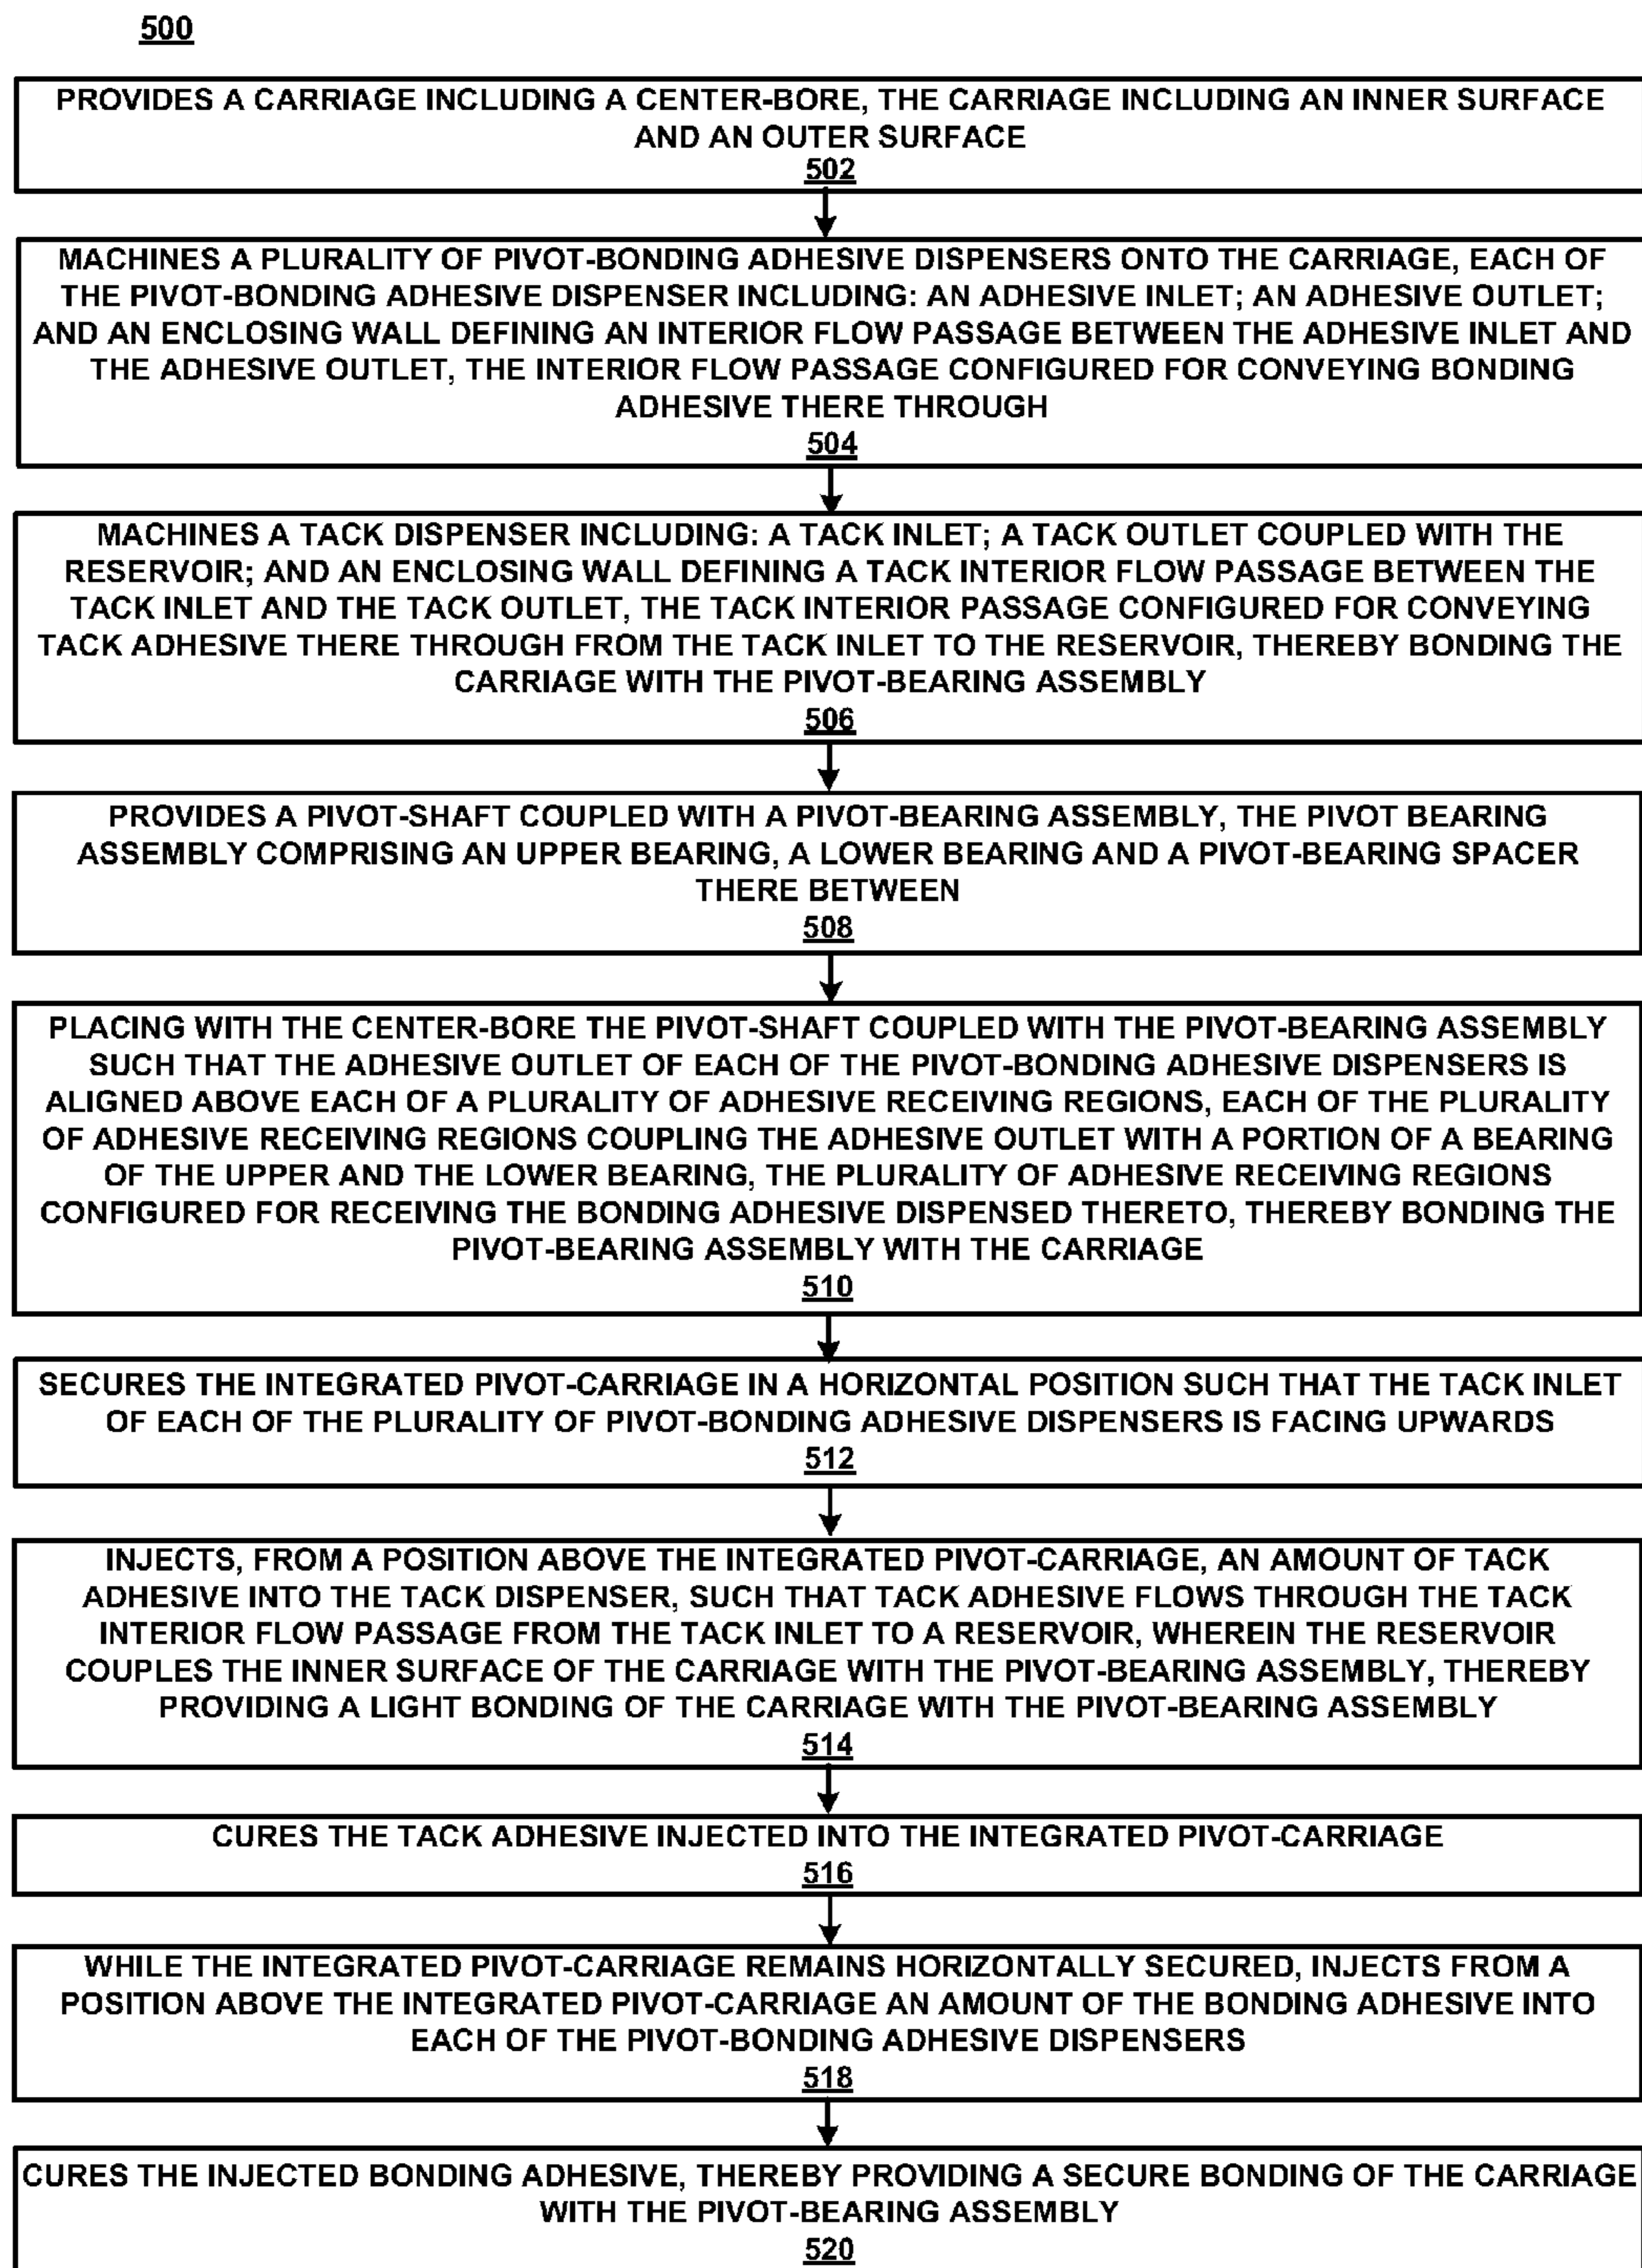 500
PROVIDES A CARRIAGE INCLUDING A CENTER-BORE, THE CARRIAGE INCLUDING AN INNER SURFACE
AND AN OUTER SURFACE
502
MACHINES A PLURALITY OF PIVOT-BONDING ADHESIVE DISPENSERS ONTO THE CARRIAGE, EACH OF
THE PIVOT-BONDING ADHESIVE DISPENSER INCLUDING: AN ADHESIVE INLET; AN ADHESIVE OUTLET;
AND AN ENCLOSING WALL DEFINING AN INTERIOR FLOW PASSAGE BETWEEN THE ADHESIVE INLET AND
THE ADHESIVE OUTLET, THE INTERIOR FLOW PASSAGE CONFIGURED FOR CONVEYING BONDING
ADHESIVE THERE THROUGH
504
MACHINES A TACK DISPENSER INCLUDING: A TACK INLET; A TACK OUTLET COUPLED WITH THE
RESERVOIR; AND AN ENCLOSING WALL DEFINING A TACK INTERIOR FLOW PASSAGE BETWEEN THE
TACK INLET AND THE TACK OUTLET, THE TACK INTERIOR PASSAGE CONFIGURED FOR CONVEYING
TACK ADHESIVE THERE THROUGH FROM THE TACK INLET TO THE RESERVOIR, THEREBY BONDING THE
CARRIAGE WITH THE PIVOT-BEARING ASSEMBLY
506
PROVIDES A PIVOT-SHAFT COUPLED WITH A PIVOT-BEARING ASSEMBLY, THE PIVOT BEARING
ASSEMBLY COMPRISING AN UPPER BEARING, A LOWER BEARING AND A PIVOT-BEARING SPACER
THERE BETWEEN
508
PLACING WITH THE CENTER-BORE THE PIVOT-SHAFT COUPLED WITH THE PIVOT-BEARING ASSEMBLY
SUCH THAT THE ADHESIVE OUTLET OF EACH OF THE PIVOT-BONDING ADHESIVE DISPENSERS IS
ALIGNED ABOVE EACH OF A PLURALITY OF ADHESIVE RECEIVING REGIONS, EACH OF THE PLURALITY
OF ADHESIVE RECEIVING REGIONS COUPLING THE ADHESIVE OUTLET WITH A PORTION OF A BEARING
OF THE UPPER AND THE LOWER BEARING, THE PLURALITY OF ADHESIVE RECEIVING REGIONS
CONFIGURED FOR RECEIVING THE BONDING ADHESIVE DISPENSED THERETO, THEREBY BONDING THE
PIVOT-BEARING ASSEMBLY WITH THE CARRIAGE
510
SECURES THE INTEGRATED PIVOT-CARRIAGE IN A HORIZONTAL POSITION SUCH THAT THE TACK INLET
OF EACH OF THE PLURALITY OF PIVOT-BONDING ADHESIVE DISPENSERS IS FACING UPWARDS
512
INJECTS, FROM A POSITION ABOVE THE INTEGRATED PIVOT-CARRIAGE, AN AMOUNT OF TACK
ADHESIVE INTO THE TACK DISPENSER, SUCH THAT TACK ADHESIVE FLOWS THROUGH THE TACK
INTERIOR FLOW PASSAGE FROM THE TACK INLET TO A RESERVOIR, WHEREIN THE RESERVOIR
COUPLES THE INNER SURFACE OF THE CARRIAGE WITH THE PIVOT-BEARING ASSEMBLY, THEREBY
PROVIDING A LIGHT BONDING OF THE CARRIAGE WITH THE PIVOT-BEARING ASSEMBLY
514
CURES THE TACK ADHESIVE INJECTED INTO THE INTEGRATED PIVOT-CARRIAGE
516
WHILE THE INTEGRATED PIVOT-CARRIAGE REMAINS HORIZONTALLY SECURED, INJECTS FROM A
POSITION ABOVE THE INTEGRATED PIVOT-CARRIAGE AN AMOUNT OF THE BONDING ADHESIVE INTO
EACH OF THE PIVOT-BONDING ADHESIVE DISPENSERS
518
CURES THE INJECTED BONDING ADHESIVE, THEREBY PROVIDING A SECURE BONDING OF THE CARRIAGE
WITH THE PIVOT-BEARING ASSEMBLY
520